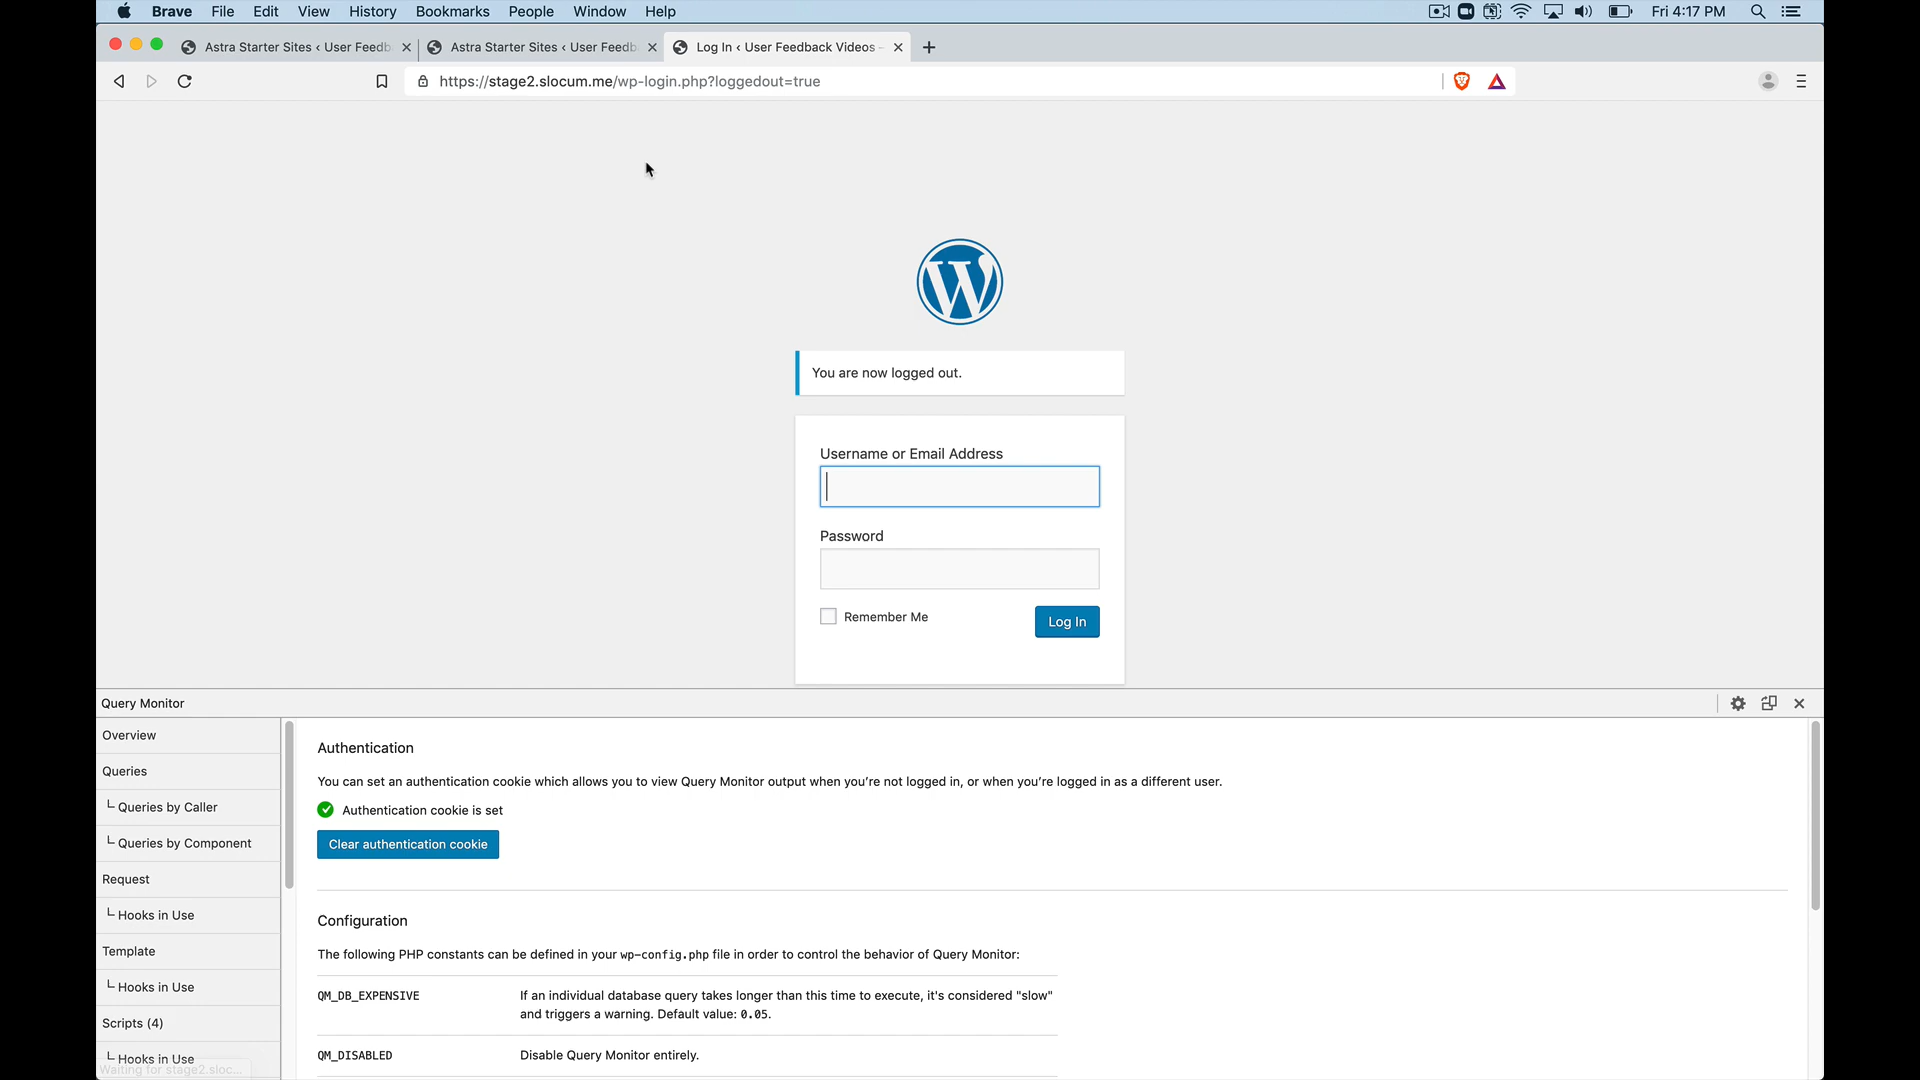 Brave File Edit View History Bookmarks People Window Help Fri 4:17 PM
Astra Starter Sites ‹ User Feedb Astra Starter Sites ‹ User Feedb Log In ‹ User Feedback Videos –
https://stage2.slocum.me/wp-login.php?loggedout=true
You are now logged out.
Username or Email Address
Password
Remember Me
Log In
Query Monitor
Overview
Queries
Queries by Caller
Queries by Component
Request
Hooks in Use
Template
Hooks in Use
Scripts (4)
Hooks in Use
Waiting for stage2.sloc...
Authentication
You can set an authentication cookie which allows you to view Query Monitor output when you’re not logged in, or when you’re logged in as a different user.
Authentication cookie is set
Clear authentication cookie
Configuration
The following PHP constants can be defined in your wp-config.php file in order to control the behavior of Query Monitor:
QM_DB_EXPENSIVE If an individual database query takes longer than this time to execute, it's considered "slow"
and triggers a warning. Default value: 0.05.
QM_DISABLED Disable Query Monitor entirely.